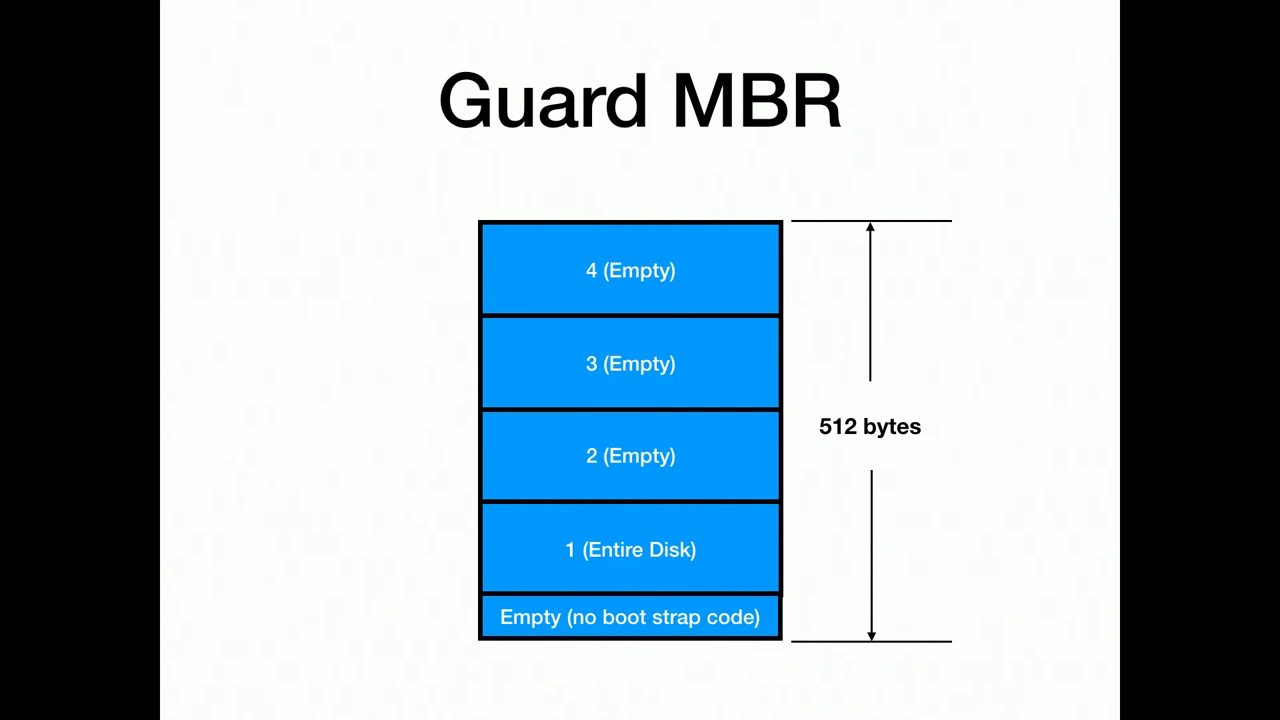 Guard MBR
4 (Empty)
3 (Empty)
512 bytes
2 (Empty)
1 (Entire Disk)
Empty (no boot strap code)